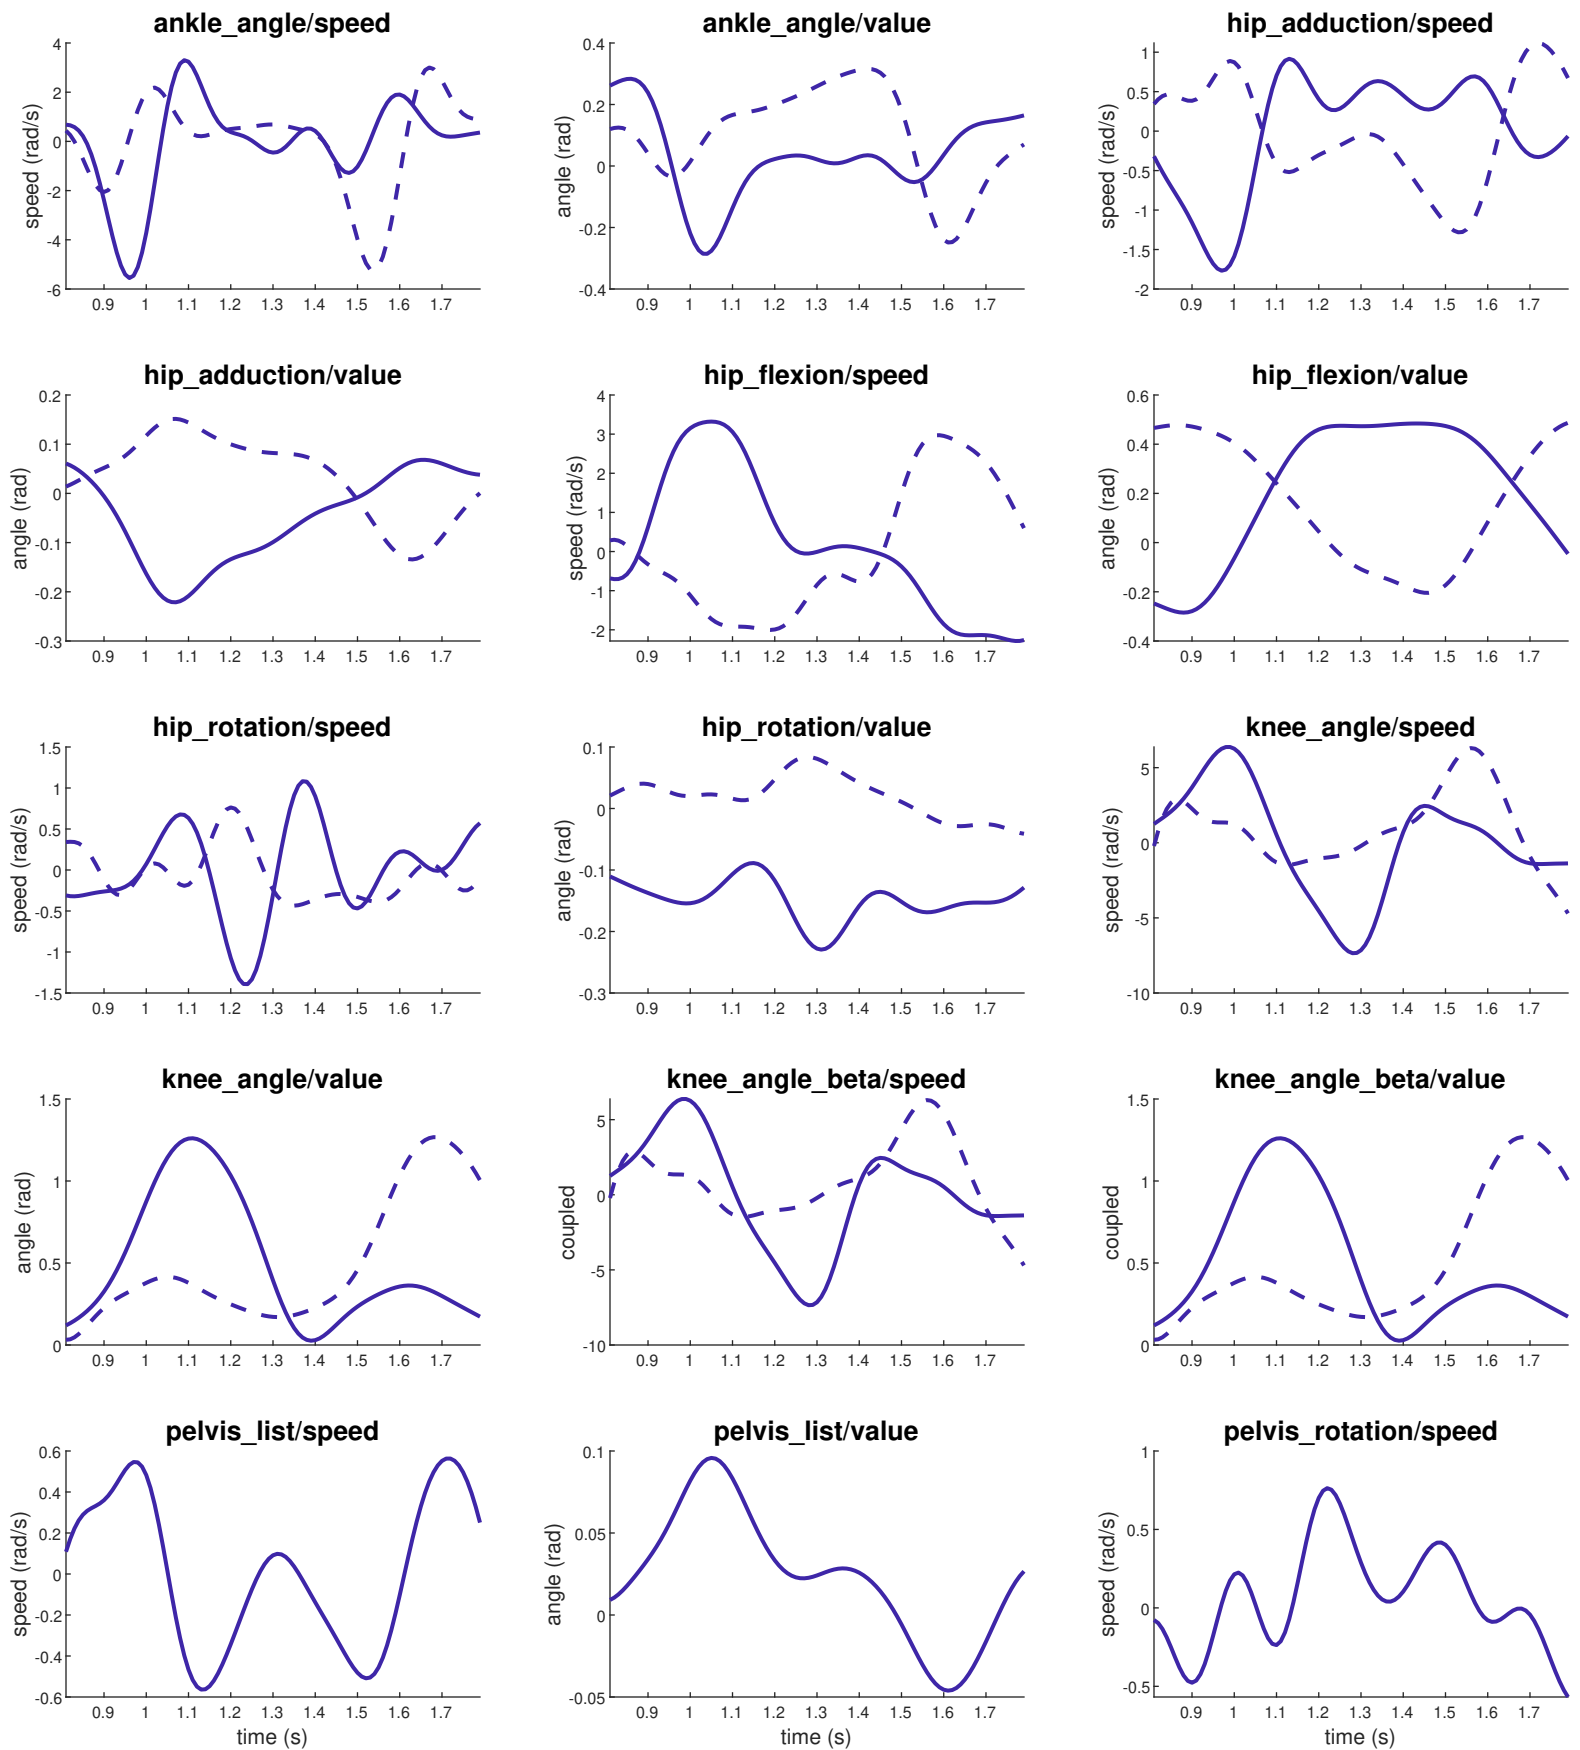 ankle_angle/speed
4
2
0
-2
-4
-6
speed (rad/s)
0.9 1 1.1 1.2 1.3 1.4 1.5 1.6 1.7
ankle_angle/value
0.4
0.2
0
-0.2
-0.4
angle (rad)
0.9 1 1.1 1.2 1.3 1.4 1.5 1.6 1.7
hip_adduction/speed
1
0.5
0
-0.5
-1
-1.5
-2
speed (rad/s)
0.9 1 1.1 1.2 1.3 1.4 1.5 1.6 1.7
hip_adduction/value
0.2
0.1
0
-0.1
-0.2
-0.3
angle (rad)
0.9 1 1.1 1.2 1.3 1.4 1.5 1.6 1.7
hip_flexion/speed
4
3
2
1
0
-1
-2
speed (rad/s)
0.9 1 1.1 1.2 1.3 1.4 1.5 1.6 1.7
hip_flexion/value
0.6
0.4
0.2
0
-0.2
-0.4
angle (rad)
0.9 1 1.1 1.2 1.3 1.4 1.5 1.6 1.7
hip_rotation/speed
1.5
1
0.5
0
-0.5
-1
-1.5
speed (rad/s)
0.9 1 1.1 1.2 1.3 1.4 1.5 1.6 1.7
hip_rotation/value
0.1
0
-0.1
-0.2
-0.3
angle (rad)
0.9 1 1.1 1.2 1.3 1.4 1.5 1.6 1.7
knee_angle/speed
5
0
-5
-10
speed (rad/s)
0.9 1 1.1 1.2 1.3 1.4 1.5 1.6 1.7
knee_angle/value
1.5
1
0.5
0
angle (rad)
0.9 1 1.1 1.2 1.3 1.4 1.5 1.6 1.7
knee_angle_beta/speed
5
0
-5
-10
coupled
0.9 1 1.1 1.2 1.3 1.4 1.5 1.6 1.7
knee_angle_beta/value
1.5
1
0.5
0
coupled
0.9 1 1.1 1.2 1.3 1.4 1.5 1.6 1.7
pelvis_list/speed
0.6
0.4
0.2
0
-0.2
-0.4
-0.6
speed (rad/s)
0.9 1 1.1 1.2 1.3 1.4 1.5 1.6 1.7
time (s)
pelvis_list/value
0.1
0.05
0
-0.05
angle (rad)
0.9 1 1.1 1.2 1.3 1.4 1.5 1.6 1.7
time (s)
pelvis_rotation/speed
1
0.5
0
-0.5
speed (rad/s)
0.9 1 1.1 1.2 1.3 1.4 1.5 1.6 1.7
time (s)